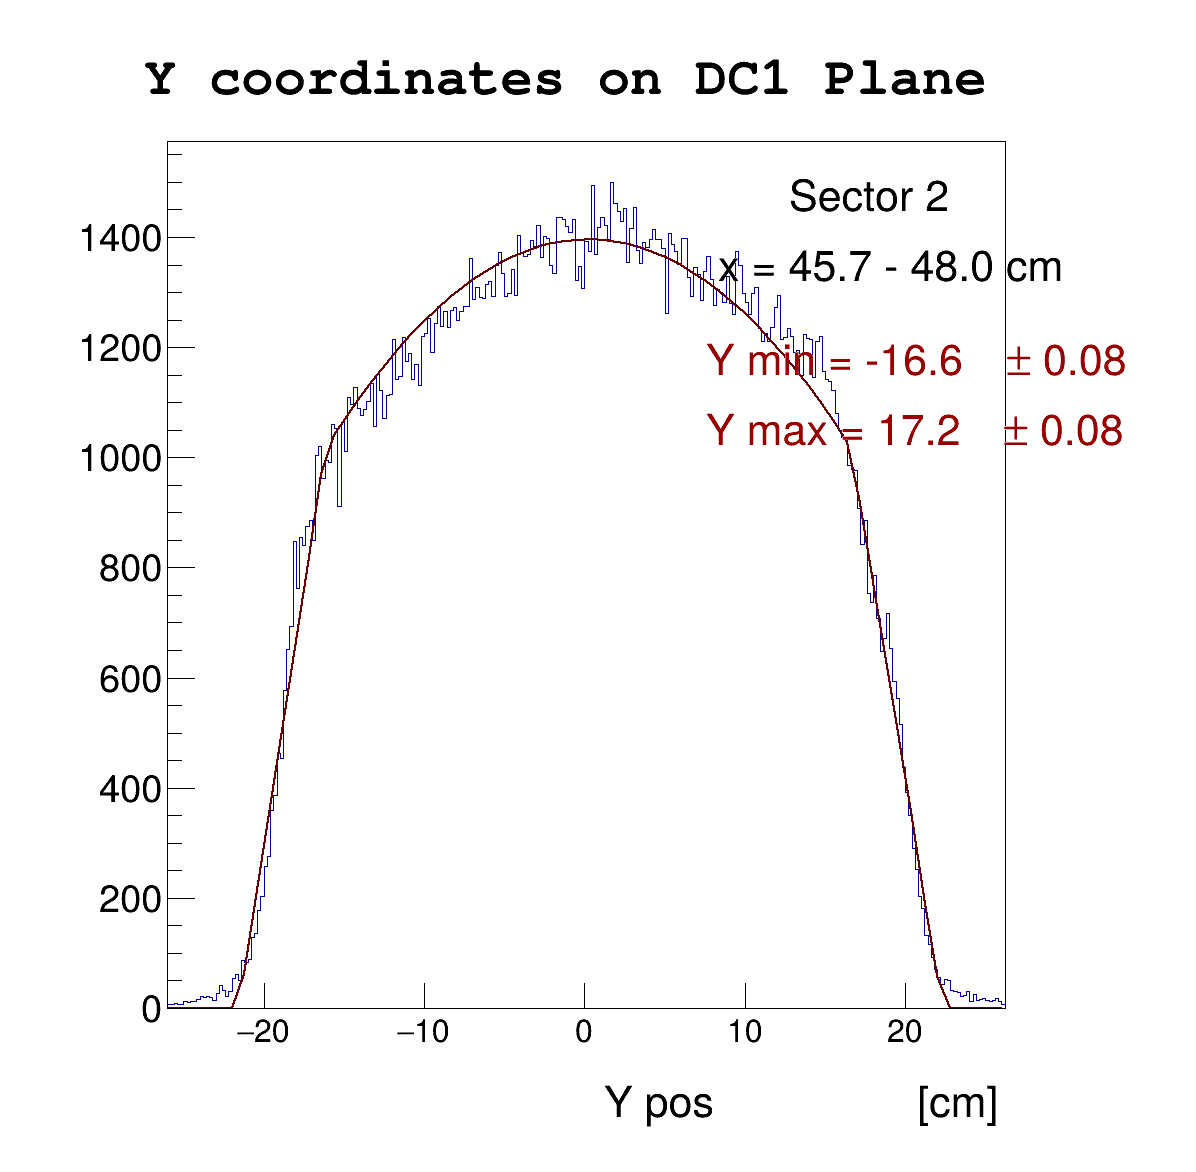 Y coordinates on DC1 Plane
Sector 2
x = 45.7 - 48.0 cm
Y min = -16.6 ± 0.08
Y max = 17.2 ± 0.08
1400
1200
1000
800
600
400
200
0
−20 −10 0 10 20
Y pos [cm]